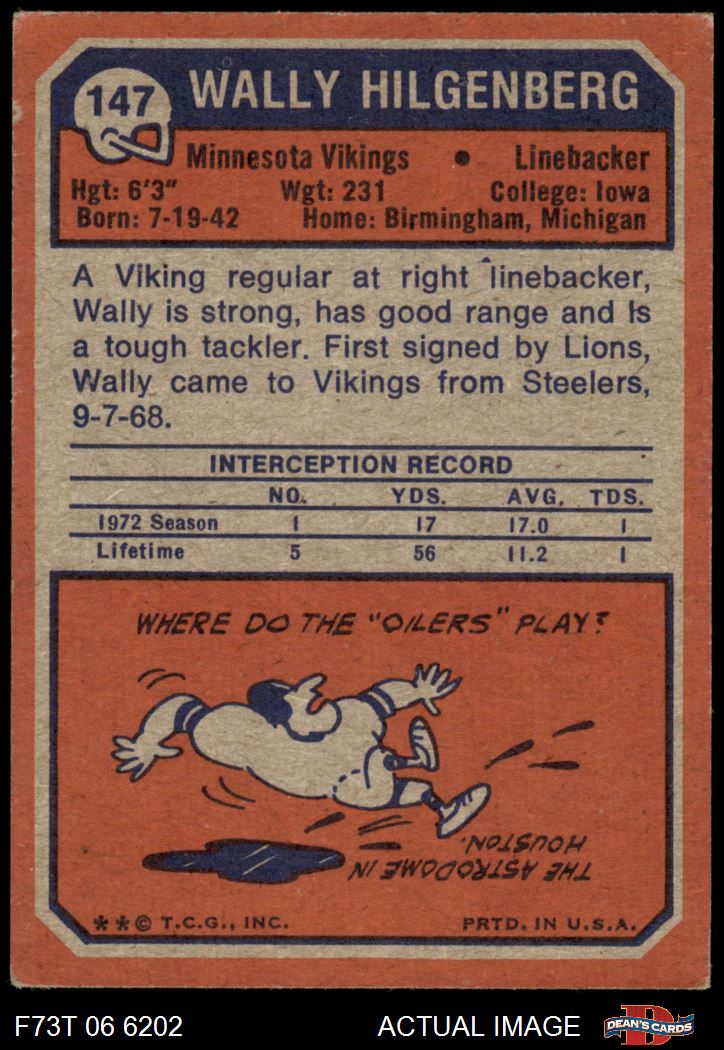 147
WALLY HILGENBERG
Minnesota Vikings • Linebacker
Hgt: 6'3" Wgt: 231 College: Iowa
Born: 7-19-42 Home: Birmingham, Michigan
A Viking regular at right linebacker,
Wally is strong, has good range and is
a tough tackler. First signed by Lions,
Wally came to Vikings from Steelers,
9-7-68.
INTERCEPTION RECORD
NO. YDS. AVG. TDS.
1972 Season 1 17 17.0 1
Lifetime 5 56 11.2 1
WHERE DO THE "OILERS" PLAY?
THE ASTRODOME IN
HOUSTON.
**© T.C.G., INC. PRTD. IN U.S.A.
F73T 06 6202 ACTUAL IMAGE
D
DEAN'S CARDS